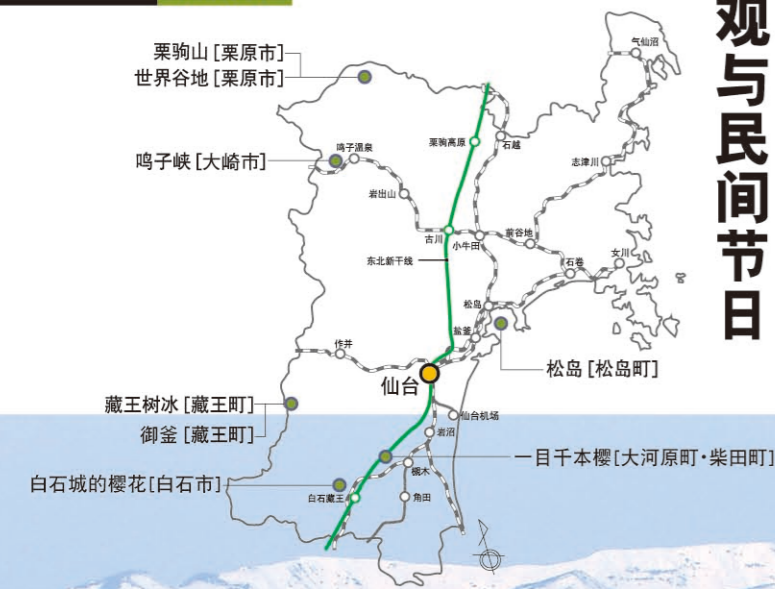 观与民间节日
栗驹山[栗原市]
世界谷地[栗原市]
气仙沼
栗驹高原
石越
鸣子峡[大崎市]
鸣子温泉
志津川
岩出山
古川
小牛田
前谷地
东北新干线
石卷
女川
松岛
盐釜
作井
松岛[松岛町]
仙台
藏王树冰[藏王町]
御釜[藏王町]
仙台机场
岩沼
一目千本樱[大河原町·柴田町]
槻木
白石城的樱花[白石市]
白石藏王
角田